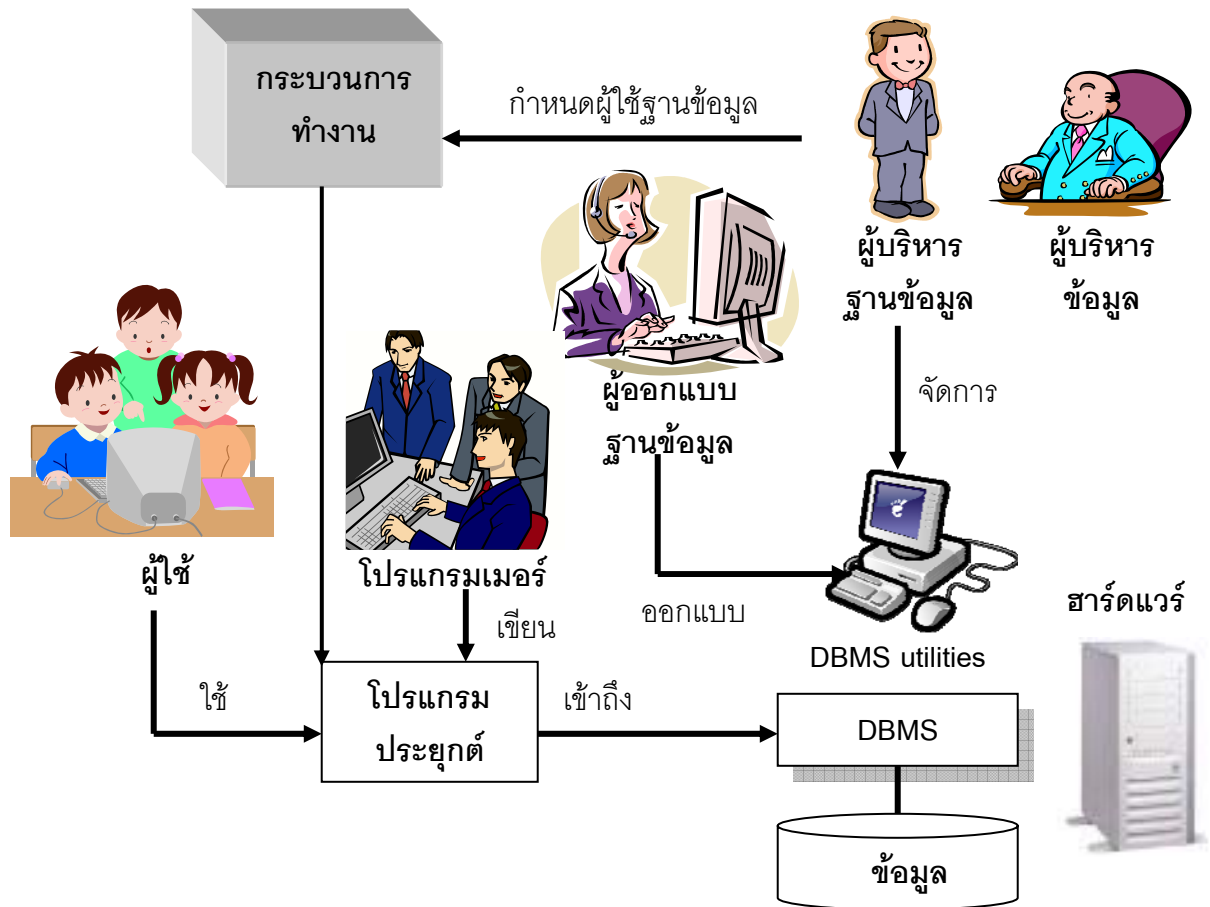 กระบวนการ
ทำงาน
กำหนดผู้ใช้ฐานข้อมูล
ผู้บริหาร
ฐานข้อมูล
ผู้บริหาร
ข้อมูล
ผู้ออกแบบ
ฐานข้อมูล
จัดการ
ผู้ใช้
โปรแกรมเมอร์
เขียน
ออกแบบ
DBMS utilities
ฮาร์ดแวร์
ใช้
โปรแกรม
ประยุกต์
เข้าถึง
DBMS
ข้อมูล